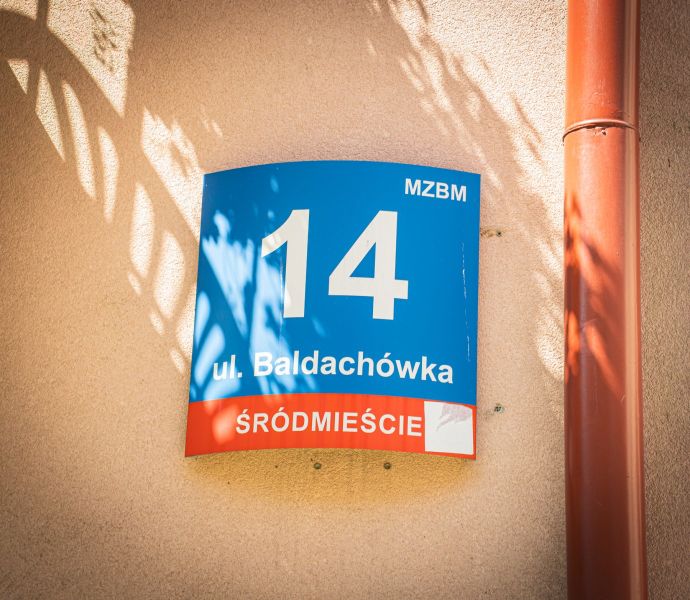 MZBM
14
ul. Baldachówka
ŚRÓDMIEŚCIE